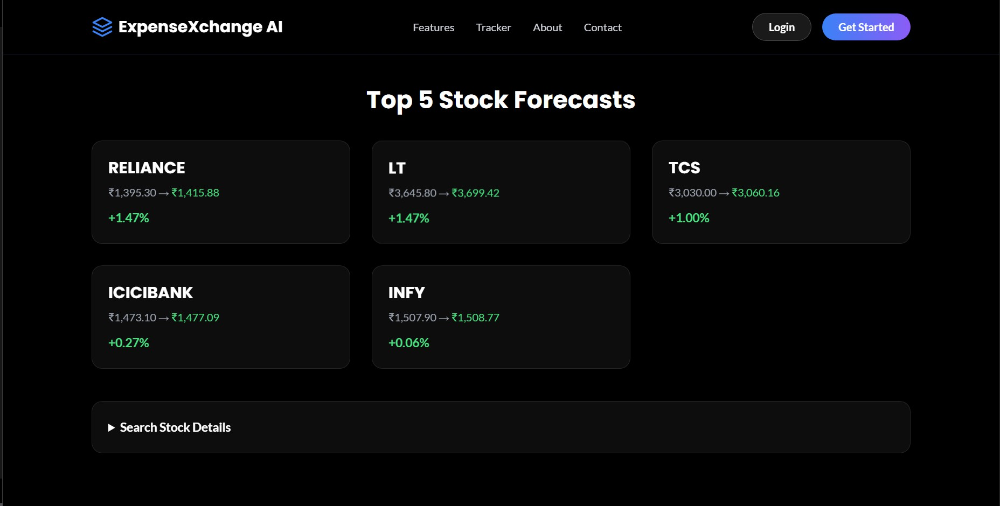 ExpenseXchange AI
Features Tracker About Contact
Login
Get Started
Top 5 Stock Forecasts
RELIANCE
₹1,395.30 → ₹1,415.88
+1.47%
LT
₹3,645.80 → ₹3,699.42
+1.47%
TCS
₹3,030.00 → ₹3,060.16
+1.00%
ICICIBANK
₹1,473.10 → ₹1,477.09
+0.27%
INFY
₹1,507.90 → ₹1,508.77
+0.06%
▶ Search Stock Details